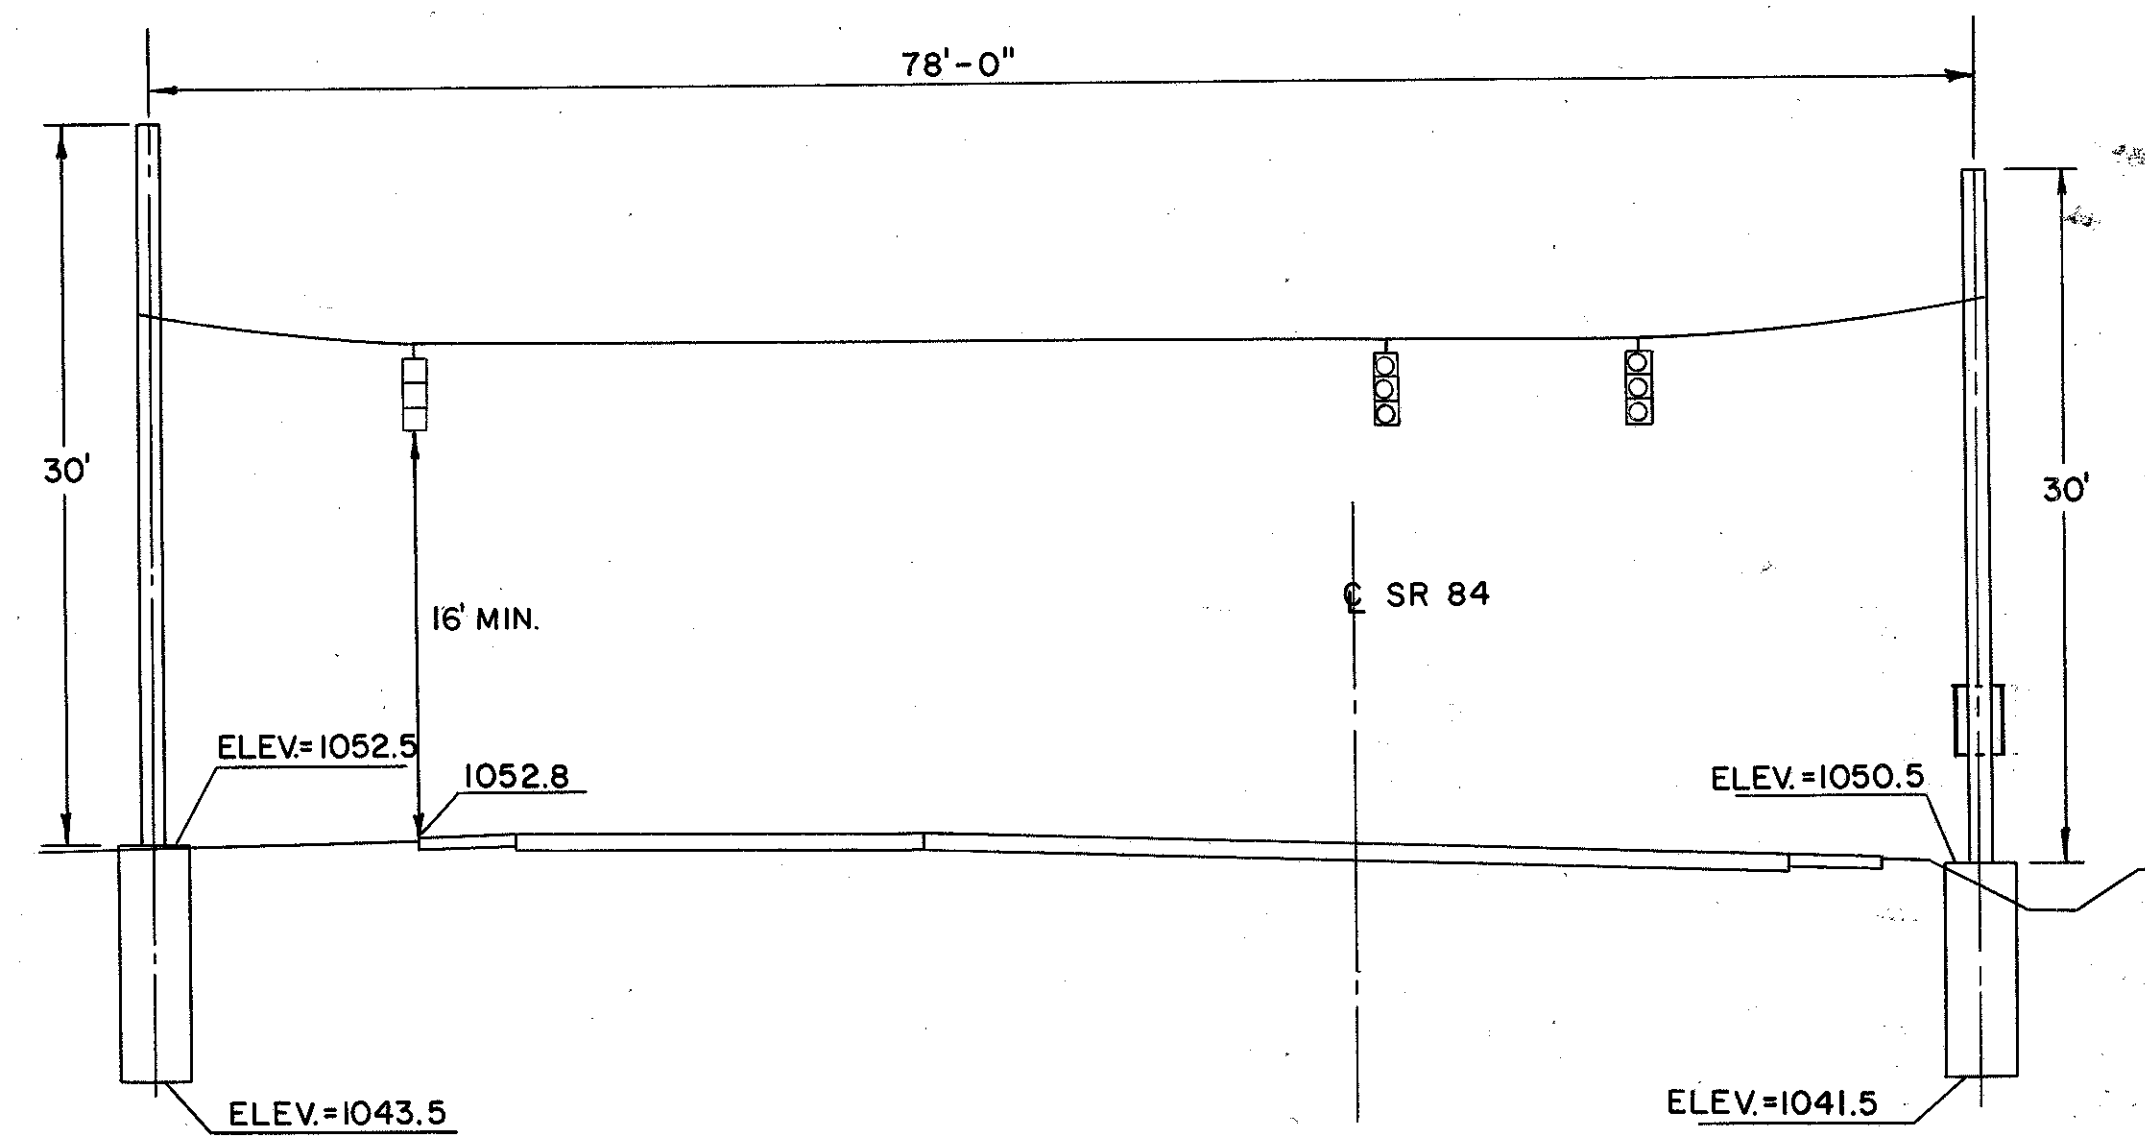 78'-0"
30'
30'
16' MIN.
℄ SR 84
ELEV.=1052.5
1052.8
ELEV.=1050.5
ELEV.=1043.5
ELEV.=1041.5